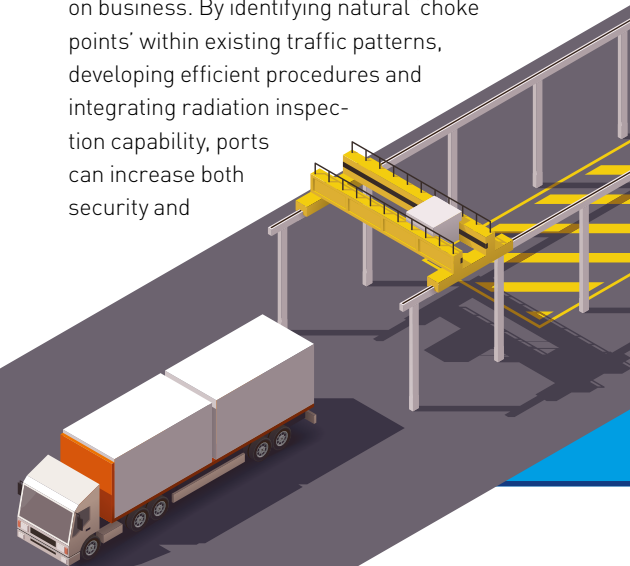 on business. By identifying natural ‘choke
points’ within existing traffic patterns,
developing efficient procedures and
integrating radiation inspec-
tion capability, ports
can increase both
security and